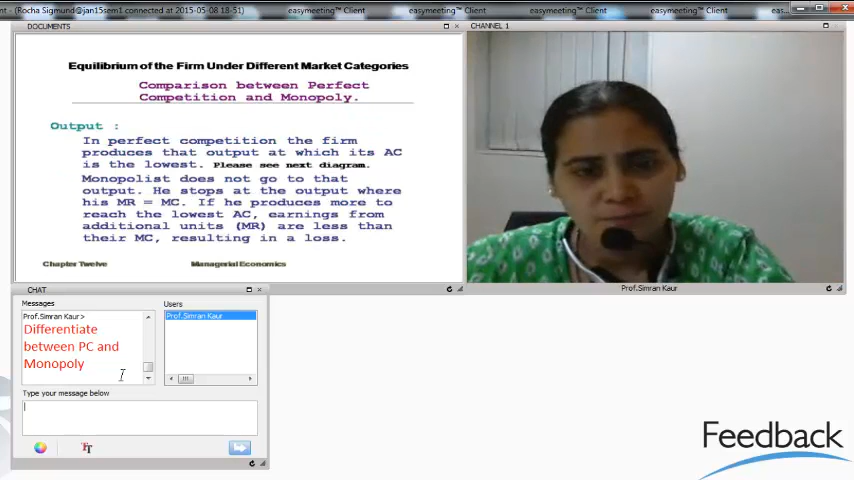 nt - (Rocha Sigmund@jan15sem1.connected at 2015-05-08 18-51) easymeeting™ Client easymeeting™ Client easymeeting™ Client easymeeting™ Client
DOCUMENTS
CHANNEL 1
Equilibrium of the Firm Under Different Market Categories
Comparison between Perfect
Competition and Monopoly.
Output :
In perfect competition the firm
produces that output at which its AC
is the lowest. Please see next diagram.
Monopolist does not go to that
output. He stops at the output where
his MR = MC. If he produces more to
reach the lowest AC, earnings from
additional units (MR) are less than
their MC, resulting in a loss.
Chapter Twelve Managerial Economics
Prof.Simran Kaur
CHAT
Messages
Users
Prof.Simran Kaur>
Differentiate
between PC and
Monopoly
Prof.Simran Kaur
Type your message below
TT
Feedback